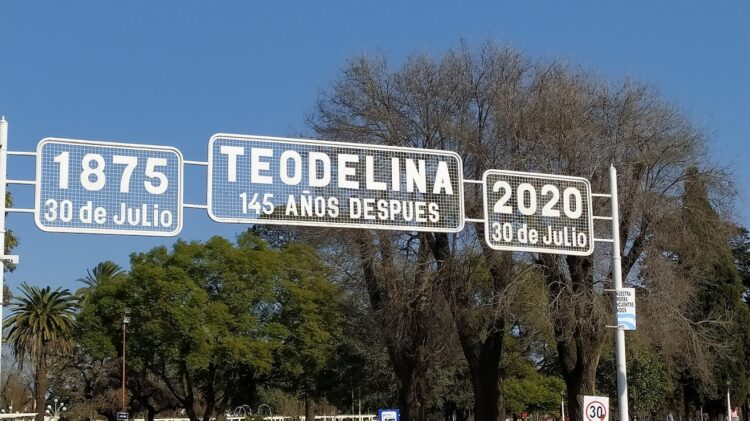 1875
30 de JuLio
TEODELINA
145 AÑOS DESPUES
2020
30 de JuLio
30